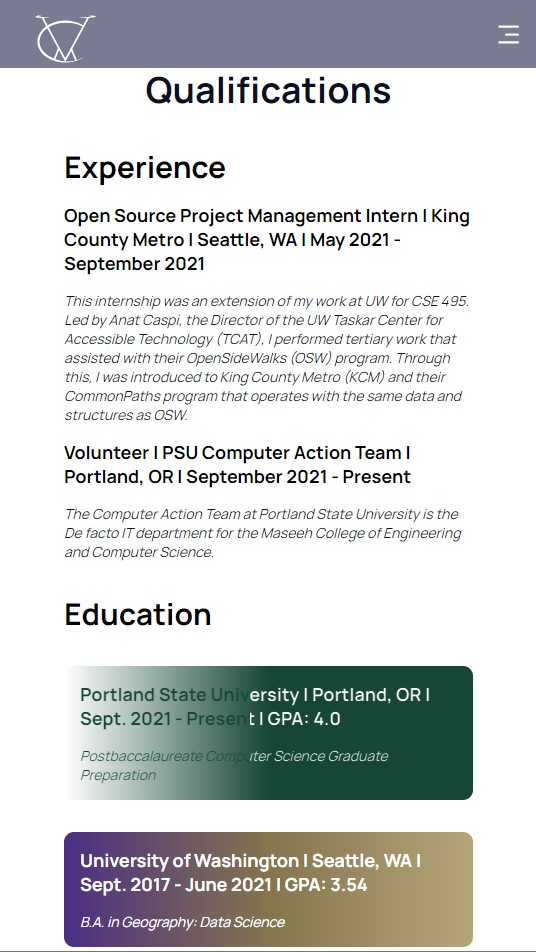 Qualifications
Experience
Open Source Project Management Intern | King
County Metro | Seattle, WA | May 2021 -
September 2021
This internship was an extension of my work at UW for CSE 495.
Led by Anat Caspi, the Director of the UW Taskar Center for
Accessible Technology (TCAT), I performed tertiary work that
assisted with their OpenSideWalks (OSW) program. Through
this, I was introduced to King County Metro (KCM) and their
CommonPaths program that operates with the same data and
structures as OSW.
Volunteer | PSU Computer Action Team |
Portland, OR | September 2021 - Present
The Computer Action Team at Portland State University is the
De facto IT department for the Maseeh College of Engineering
and Computer Science.
Education
Portland State University | Portland, OR |
Sept. 2021 - Present | GPA: 4.0
Postbaccalaureate Computer Science Graduate
Preparation
University of Washington | Seattle, WA |
Sept. 2017 - June 2021 | GPA: 3.54
B.A. in Geography: Data Science